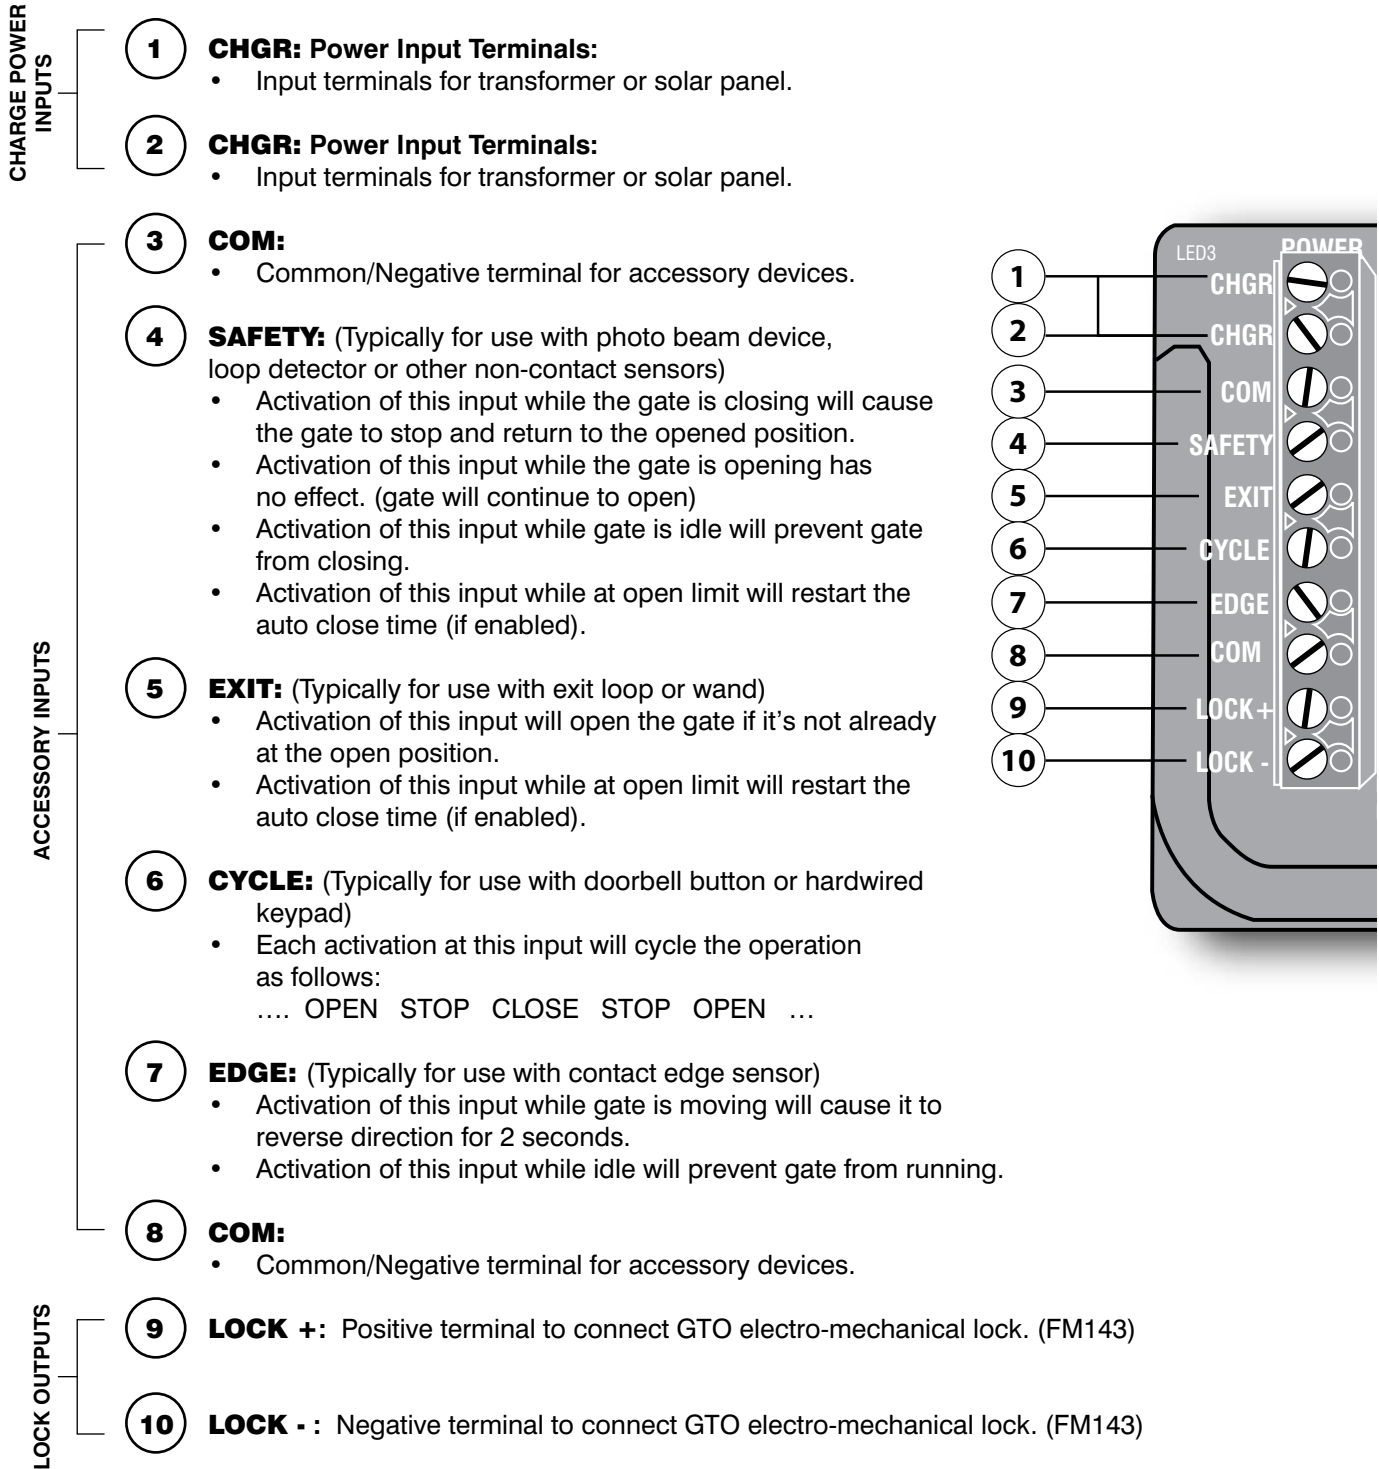 CHARGE POWER
INPUTS
1 CHGR: Power Input Terminals:
• Input terminals for transformer or solar panel.
2 CHGR: Power Input Terminals:
• Input terminals for transformer or solar panel.
ACCESSORY INPUTS
3 COM:
• Common/Negative terminal for accessory devices.
4 SAFETY: (Typically for use with photo beam device,
loop detector or other non-contact sensors)
• Activation of this input while the gate is closing will cause
the gate to stop and return to the opened position.
• Activation of this input while the gate is opening has
no effect. (gate will continue to open)
• Activation of this input while gate is idle will prevent gate
from closing.
• Activation of this input while at open limit will restart the
auto close time (if enabled).
5 EXIT: (Typically for use with exit loop or wand)
• Activation of this input will open the gate if it's not already
at the open position.
• Activation of this input while at open limit will restart the
auto close time (if enabled).
6 CYCLE: (Typically for use with doorbell button or hardwired
keypad)
• Each activation at this input will cycle the operation
as follows:
…. OPEN STOP CLOSE STOP OPEN …
7 EDGE: (Typically for use with contact edge sensor)
• Activation of this input while gate is moving will cause it to
reverse direction for 2 seconds.
• Activation of this input while idle will prevent gate from running.
8 COM:
• Common/Negative terminal for accessory devices.
LOCK OUTPUTS
9 LOCK +: Positive terminal to connect GTO electro-mechanical lock. (FM143)
10 LOCK - : Negative terminal to connect GTO electro-mechanical lock. (FM143)
LED3 POWER
1 CHGR
2 CHGR
3 COM
4 SAFETY
5 EXIT
6 CYCLE
7 EDGE
8 COM
9 LOCK+
10 LOCK -